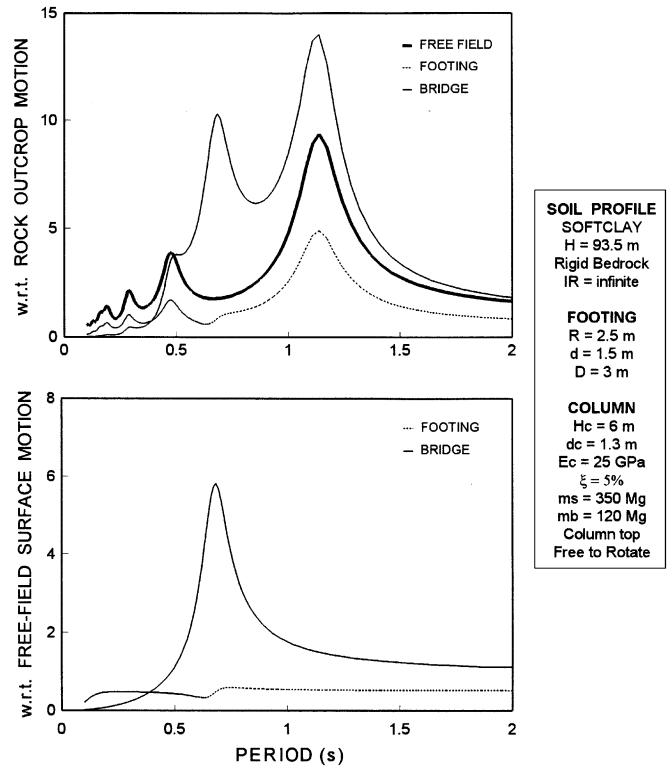 15
10
5
0
w.r.t. ROCK OUTCROP MOTION
FREE FIELD
FOOTING
BRIDGE
0
0.5
1
1.5
2
8
6
4
2
0
w.r.t. FREE-FIELD SURFACE MOTION
FOOTING
BRIDGE
0
0.5
1
1.5
2
PERIOD (s)
SOIL PROFILE
SOFTCLAY
H = 93.5 m
Rigid Bedrock
IR = infinite
FOOTING
R = 2.5 m
d = 1.5 m
D = 3 m
COLUMN
Hc = 6 m
dc = 1.3 m
Ec = 25 GPa
ξ = 5%
ms = 350 Mg
mb = 120 Mg
Column top
Free to Rotate